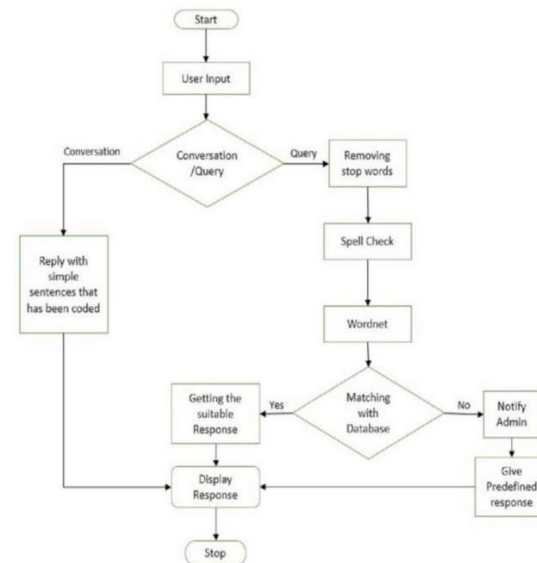 Start
User Input
Conversation
Conversation
/Query
Query
Removing
stop words
Spell Check
Reply with
simple
sentences that
has been coded
Wordnet
Getting the
suitable
Response
Yes
Matching
with
Database
No
Notify
Admin
Display
Response
Give
Predefined
response
Stop